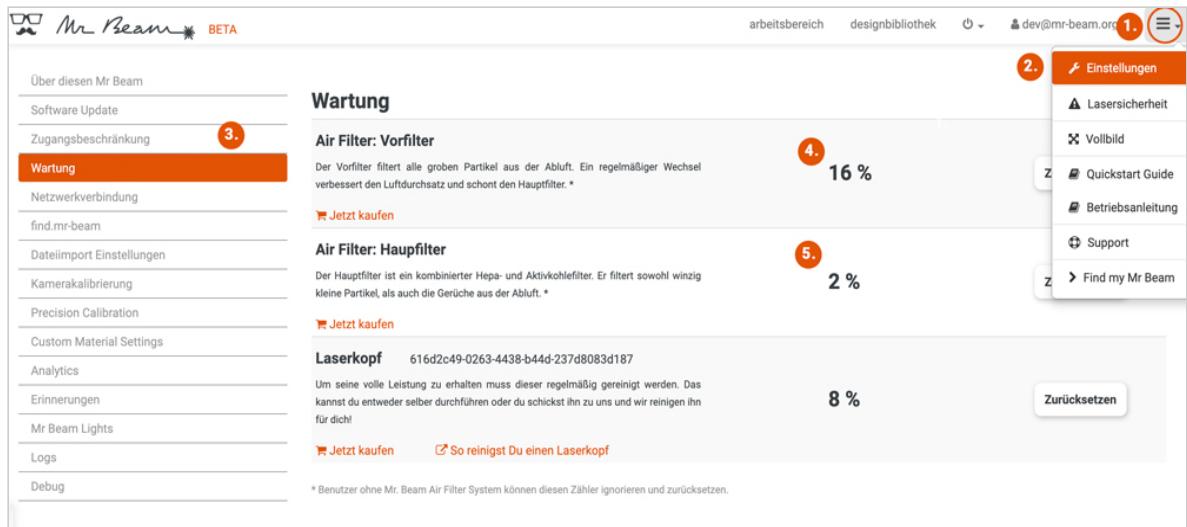 Mr Beam BETA
arbeitsbereich designbibliothek dev@mr-beam.org 1.
2. Einstellungen
Lasersicherheit
Vollbild
Quickstart Guide
Betriebsanleitung
Support
Find my Mr Beam
Über diesen Mr Beam
Software Update
Zugangsbeschränkung 3.
Wartung
Netzwerkverbindung
find.mr-beam
Dateiimport Einstellungen
Kamerakalibrierung
Precision Calibration
Custom Material Settings
Analytics
Erinnerungen
Mr Beam Lights
Logs
Debug
Wartung
Air Filter: Vorfilter
Der Vorfilter filtert alle groben Partikel aus der Abluft. Ein regelmäßiger Wechsel
verbessert den Luftdurchsatz und schont den Hauptfilter. *
4.
16 %
Z
Jetzt kaufen
Air Filter: Haupfilter
Der Hauptfilter ist ein kombinierter Hepa- und Aktivkohlefilter. Er filtert sowohl winzig
kleine Partikel, als auch die Gerüche aus der Abluft. *
5.
2 %
Z
Jetzt kaufen
Laserkopf 616d2c49-0263-4438-b44d-237d8083d187
Um seine volle Leistung zu erhalten muss dieser regelmäßig gereinigt werden. Das
kannst du entweder selber durchführen oder du schickst ihn zu uns und wir reinigen ihn
für dich!
8 %
Zurücksetzen
Jetzt kaufen So reinigst Du einen Laserkopf
* Benutzer ohne Mr. Beam Air Filter System können diesen Zähler ignorieren und zurücksetzen.